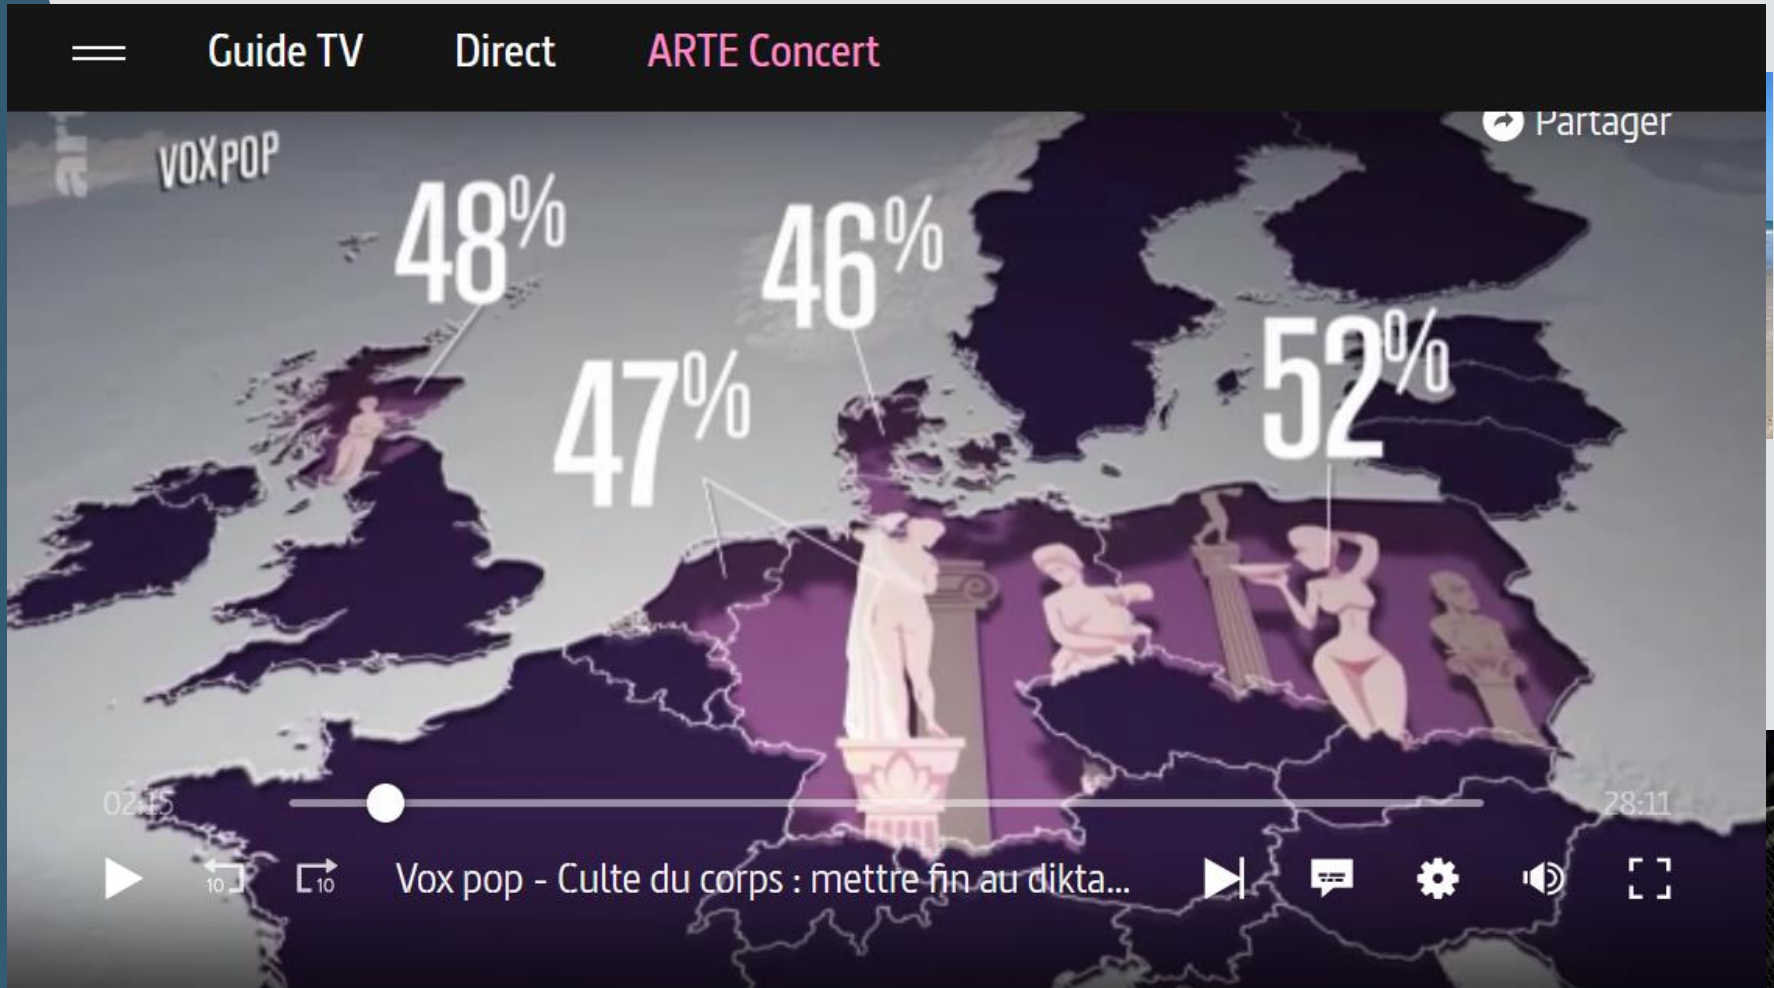 Guide TV Direct ARTE Concert
Partager
VOXPOP
48%
46%
47%
52%
02:15 28:11
10 10 Vox pop - Culte du corps : mettre fin au dikta...